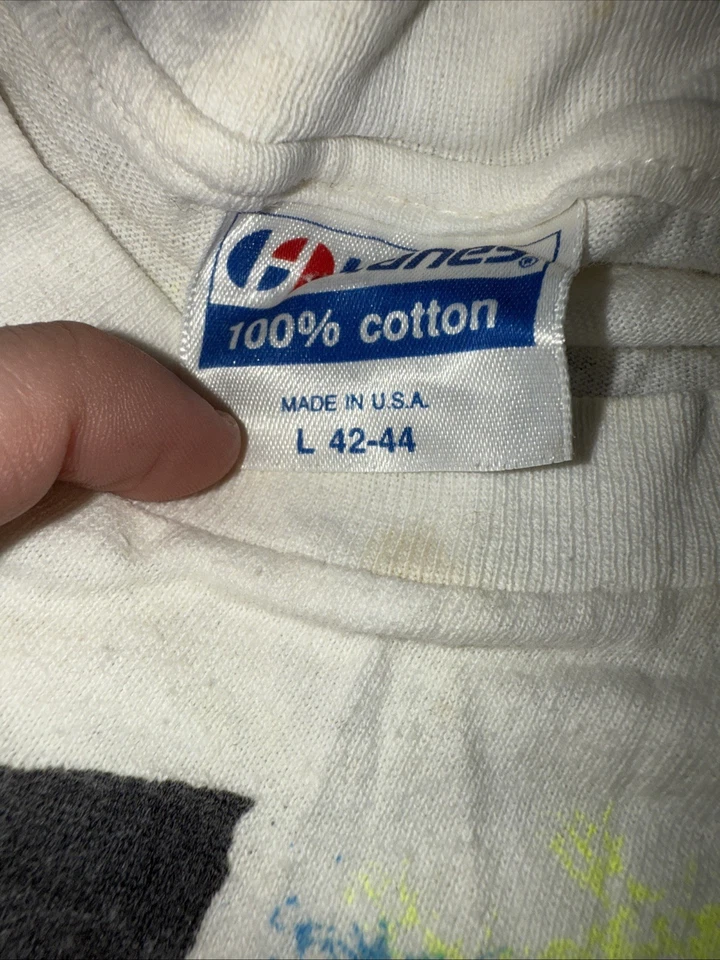 Hanes®
100% cotton
MADE IN U.S.A.
L 42-44